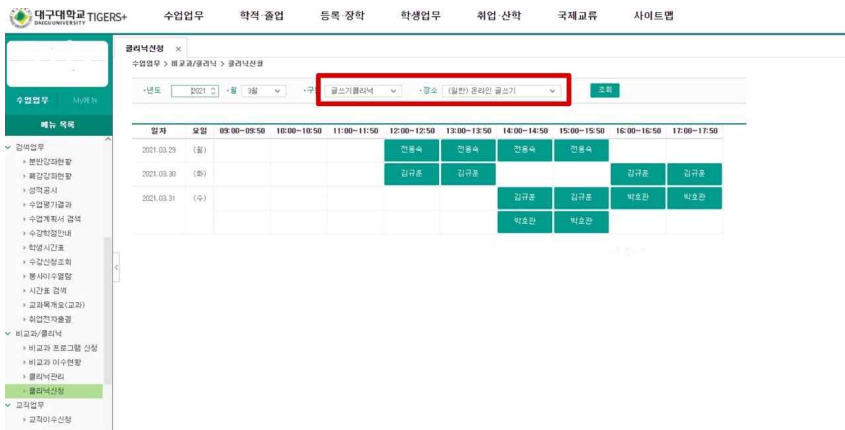 대구대학교 TIGERS+
DAEGU UNIVERSITY
수업업무 학적·졸업 등록·장학 학생업무 취업·산학 국제교류 사이트맵
클리닉신청 ×
수업업무 > 비교과/클리닉 > 클리닉신청
·년도 2021 ·월 3월 ·구분 글쓰기클리닉 ·장소 (일반) 온라인 글쓰기 조회
수업업무 My메뉴
메뉴 목록
검색업무
분반강좌현황
폐강강좌현황
성적공시
수업평가결과
수업계획서 검색
수강학점안내
학생시간표
수강신청조회
봉사이수열람
시간표 검색
교과목개요(교과)
취업전자출결
비교과/클리닉
비교과 프로그램 신청
비교과 이수현황
클리닉관리
클리닉신청
교직업무
교직이수신청
일자 요일 09:00~09:50 10:00~10:50 11:00~11:50 12:00~12:50 13:00~13:50 14:00~14:50 15:00~15:50 16:00~16:50 17:00~17:50
2021.03.29 (월) 전용숙 전용숙 전용숙 전용숙
2021.03.30 (화) 김규훈 김규훈 김규훈 김규훈
2021.03.31 (수) 김규훈 김규훈 박호관 박호관
박호관 박호관